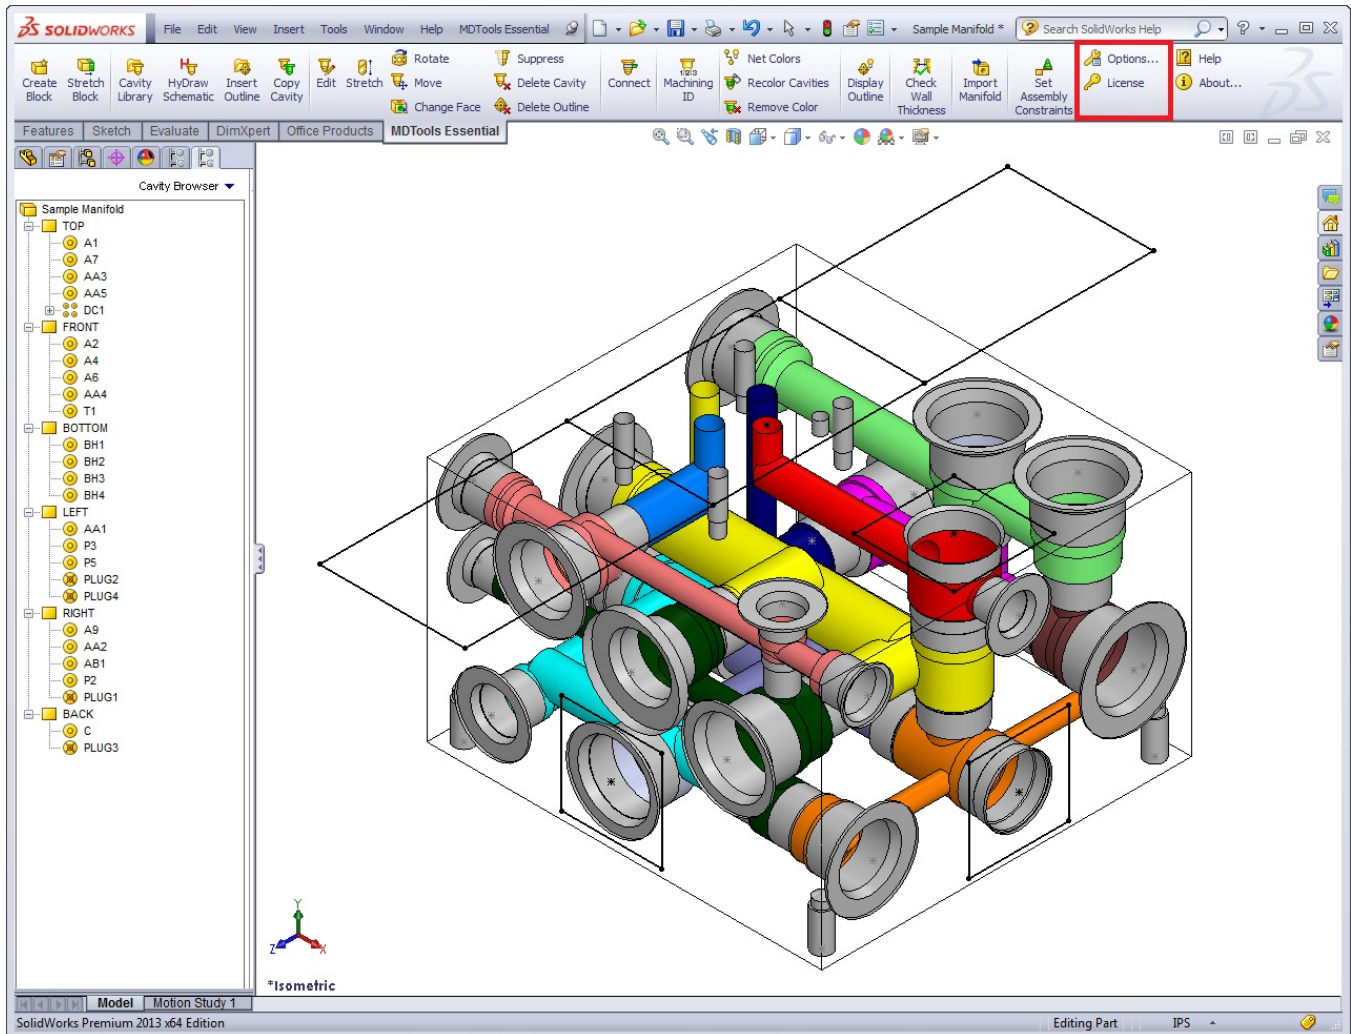 SOLIDWORKS File Edit View Insert Tools Window Help MDTools Essential Sample Manifold * Search SolidWorks Help
Create Block
Stretch Block
Cavity Library
HyDraw Schematic
Insert Outline
Copy Cavity
Edit
Stretch
Rotate
Move
Change Face
Suppress
Delete Cavity
Delete Outline
Connect
Machining ID
Net Colors
Recolor Cavities
Remove Color
Display Outline
Check Wall Thickness
Import Manifold
Set Assembly Constraints
Options...
License
Help
About...
Features Sketch Evaluate DimXpert Office Products MDTools Essential
Cavity Browser
Sample Manifold
TOP
A1
A7
AA3
AA5
DC1
FRONT
A2
A4
A6
AA4
T1
BOTTOM
BH1
BH2
BH3
BH4
LEFT
AA1
P3
P5
PLUG2
PLUG4
RIGHT
A9
AA2
AB1
P2
PLUG1
BACK
C
PLUG3
Y
Z
X
*Isometric
Model Motion Study 1
SolidWorks Premium 2013 x64 Edition Editing Part IPS